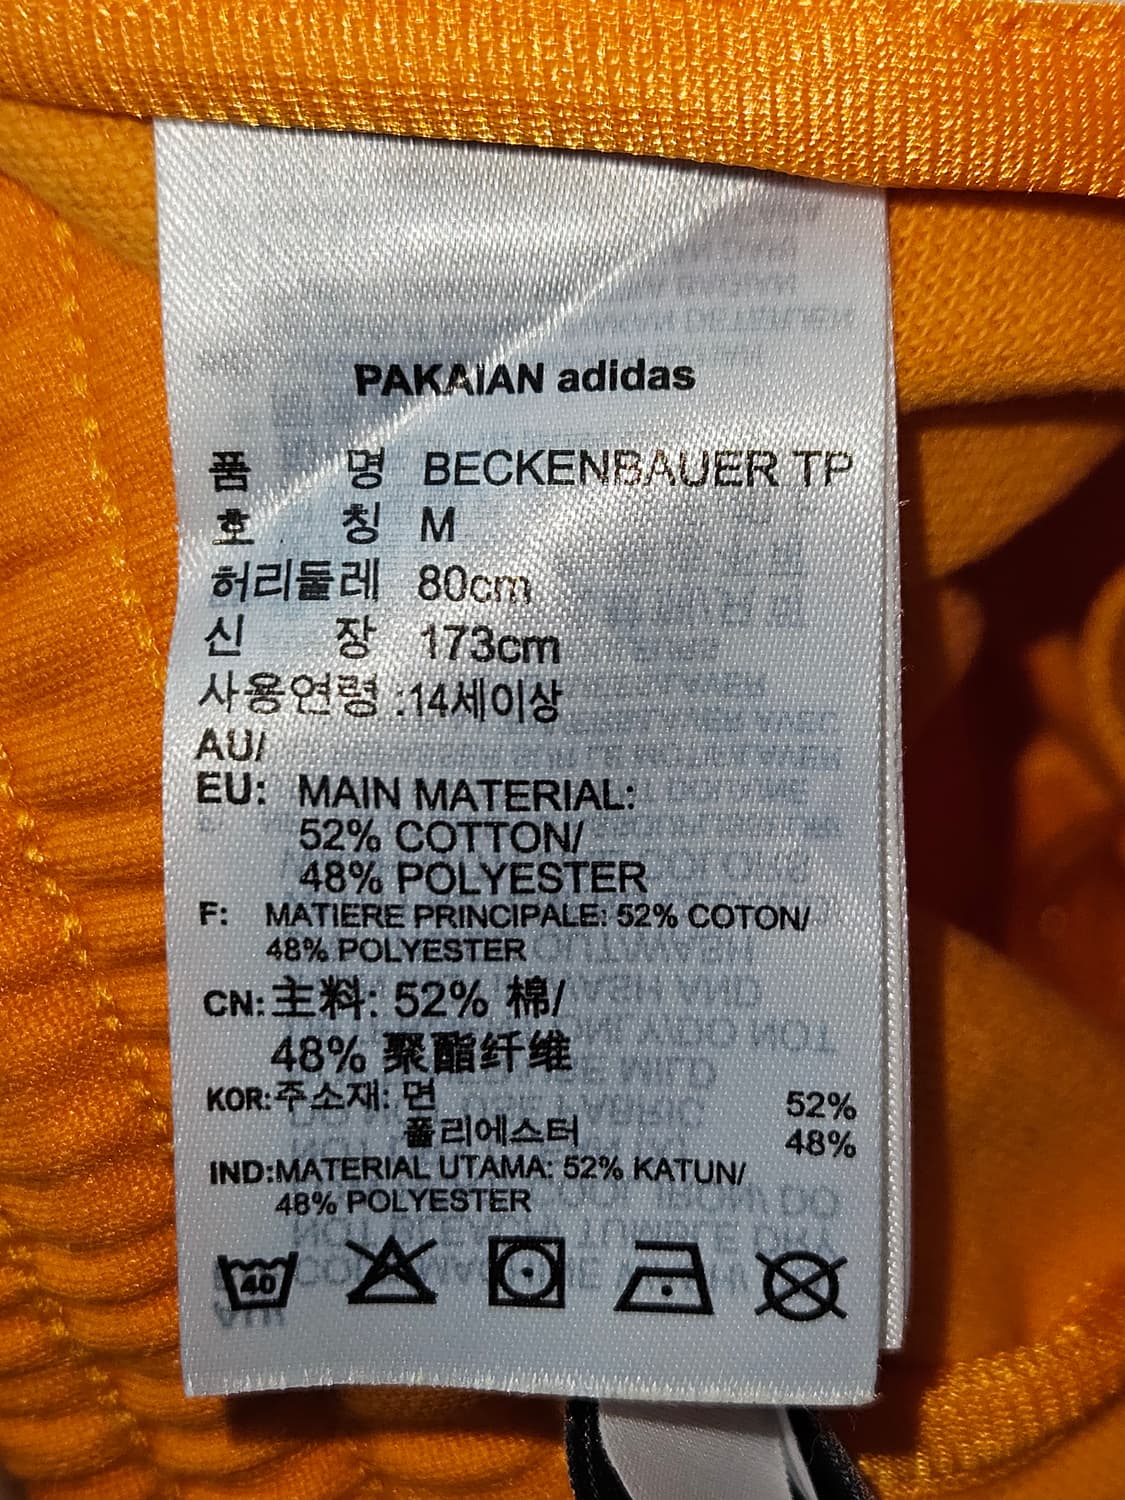 PAKAIAN adidas
품 명 BECKENBAUER TP
호 칭 M
허리둘레 80cm
신 장 173cm
사용연령 :14세이상
AU/
EU: MAIN MATERIAL:
52% COTTON/
48% POLYESTER
F: MATIERE PRINCIPALE: 52% COTON/
48% POLYESTER
CN: 主料: 52% 棉/
48% 聚酯纤维
KOR:주소재: 면 52%
폴리에스터 48%
IND:MATERIAL UTAMA: 52% KATUN/
48% POLYESTER
40